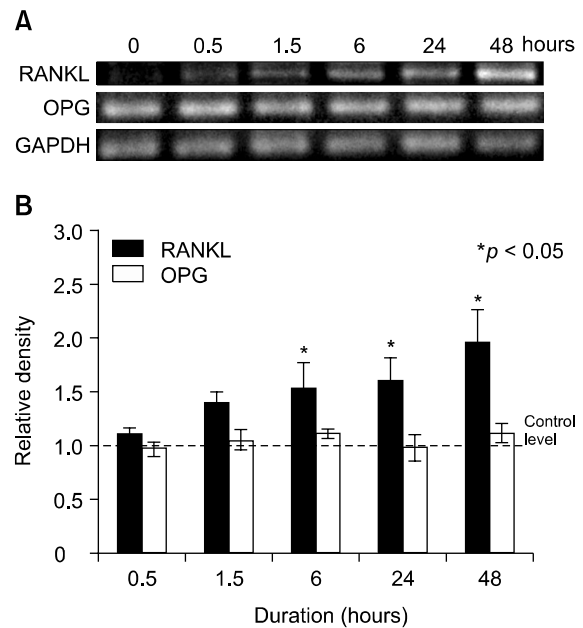 A
0 0.5 1.5 6 24 48 hours
RANKL
OPG
GAPDH
B
3.0
2.5
2.0
1.5
1.0
0.5
0
Relative density
RANKL
OPG
*p < 0.05
*
*
*
Control
level
0.5 1.5 6 24 48
Duration (hours)